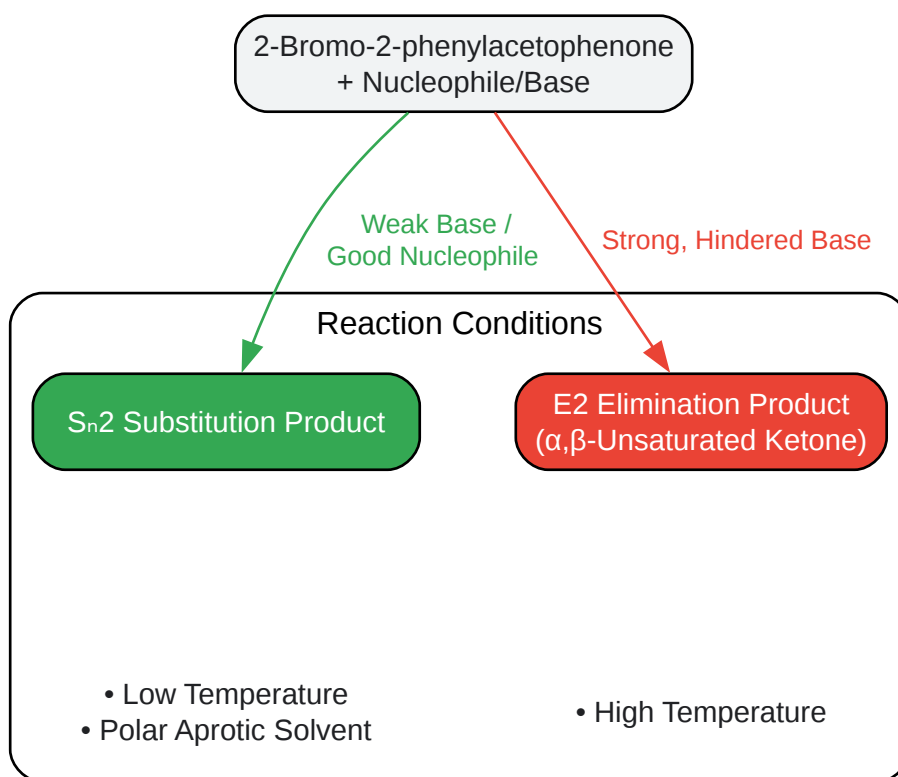 2-Bromo-2-phenylacetophenone
+ Nucleophile/Base
Weak Base /
Good Nucleophile
Strong, Hindered Base
Reaction Conditions
Sₙ2 Substitution Product
E2 Elimination Product
(α,β-Unsaturated Ketone)
• Low Temperature
• Polar Aprotic Solvent
• High Temperature